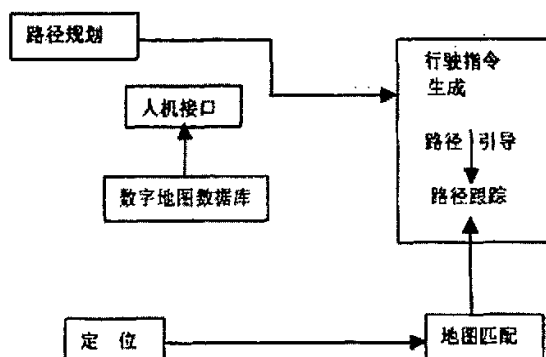 路径规划
行驶指令
生成
人机接口
路径 引导
数字地图数据库
路径跟踪
定 位
地图匹配